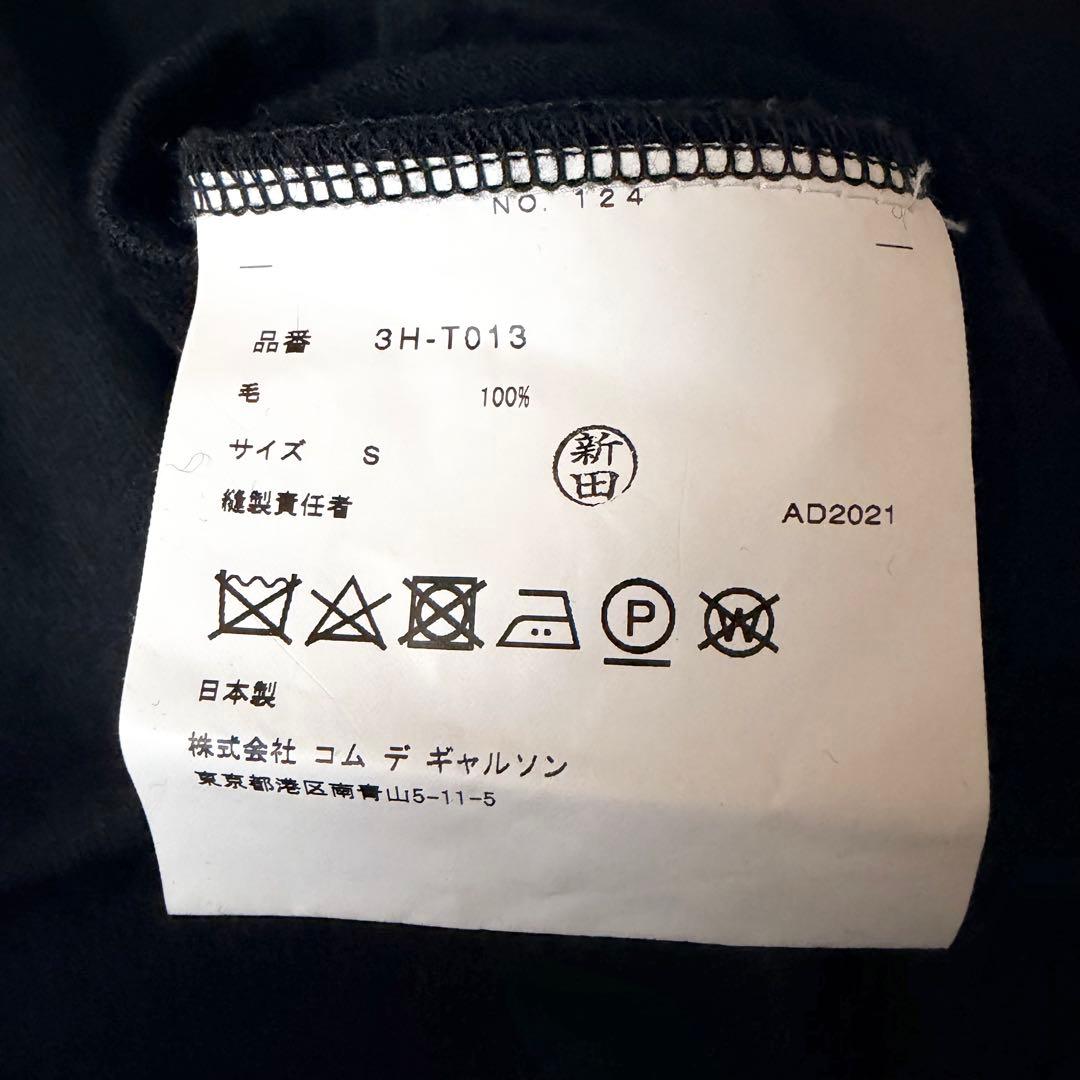 NO. 124
品番 3H-T013
毛 100%
サイズ S
新田
縫製責任者
AD2021
P
W
日本製
株式会社 コム デ ギャルソン
東京都港区南青山5-11-5